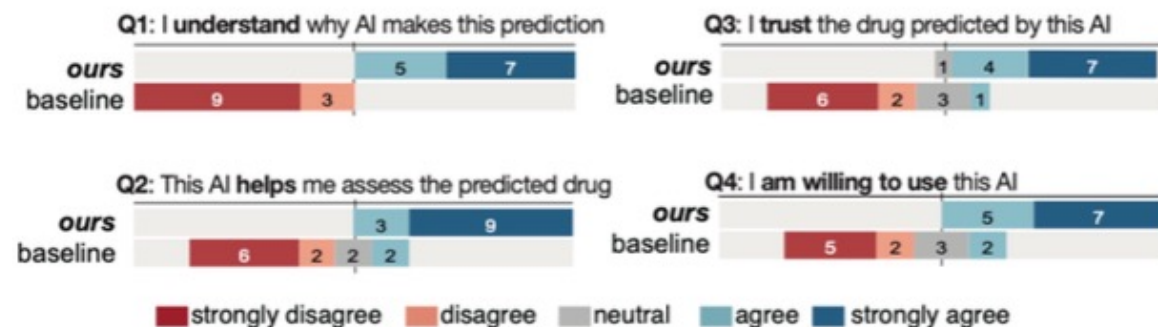 Q1: I understand why AI makes this prediction
ours 5 7
baseline 9 3
Q2: This AI helps me assess the predicted drug
ours 3 9
baseline 6 2 2 2
Q3: I trust the drug predicted by this AI
ours 1 4 7
baseline 6 2 3 1
Q4: I am willing to use this AI
ours 5 7
baseline 5 2 3 2
strongly disagree disagree neutral agree strongly agree